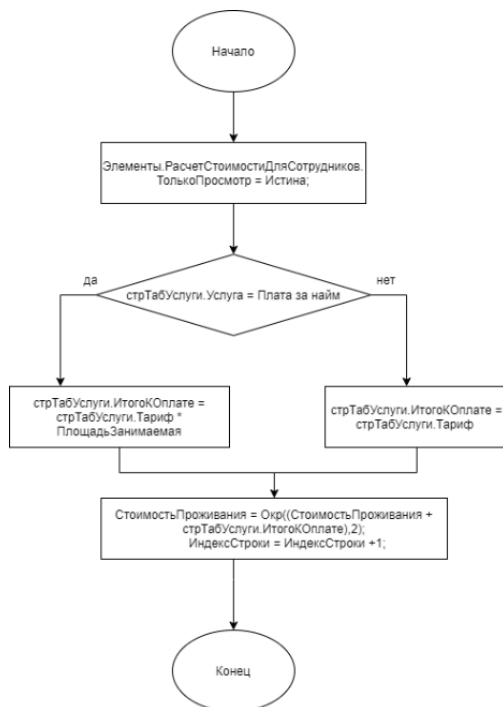 Начало
Элементы.РасчетСтоимостиДляСотрудников.
ТолькоПросмотр = Истина;
да
нет
стрТабУслуги.Услуга = Плата за найм
стрТабУслуги.ИтогоКОплате =
стрТабУслуги.Тариф *
ПлощадьЗанимаемая
стрТабУслуги.ИтогоКОплате =
стрТабУслуги.Тариф
СтоимостьПроживания = Окр((СтоимостьПроживания +
стрТабУслуги.ИтогоКОплате),2);
ИндексСтроки = ИндексСтроки +1;
Конец